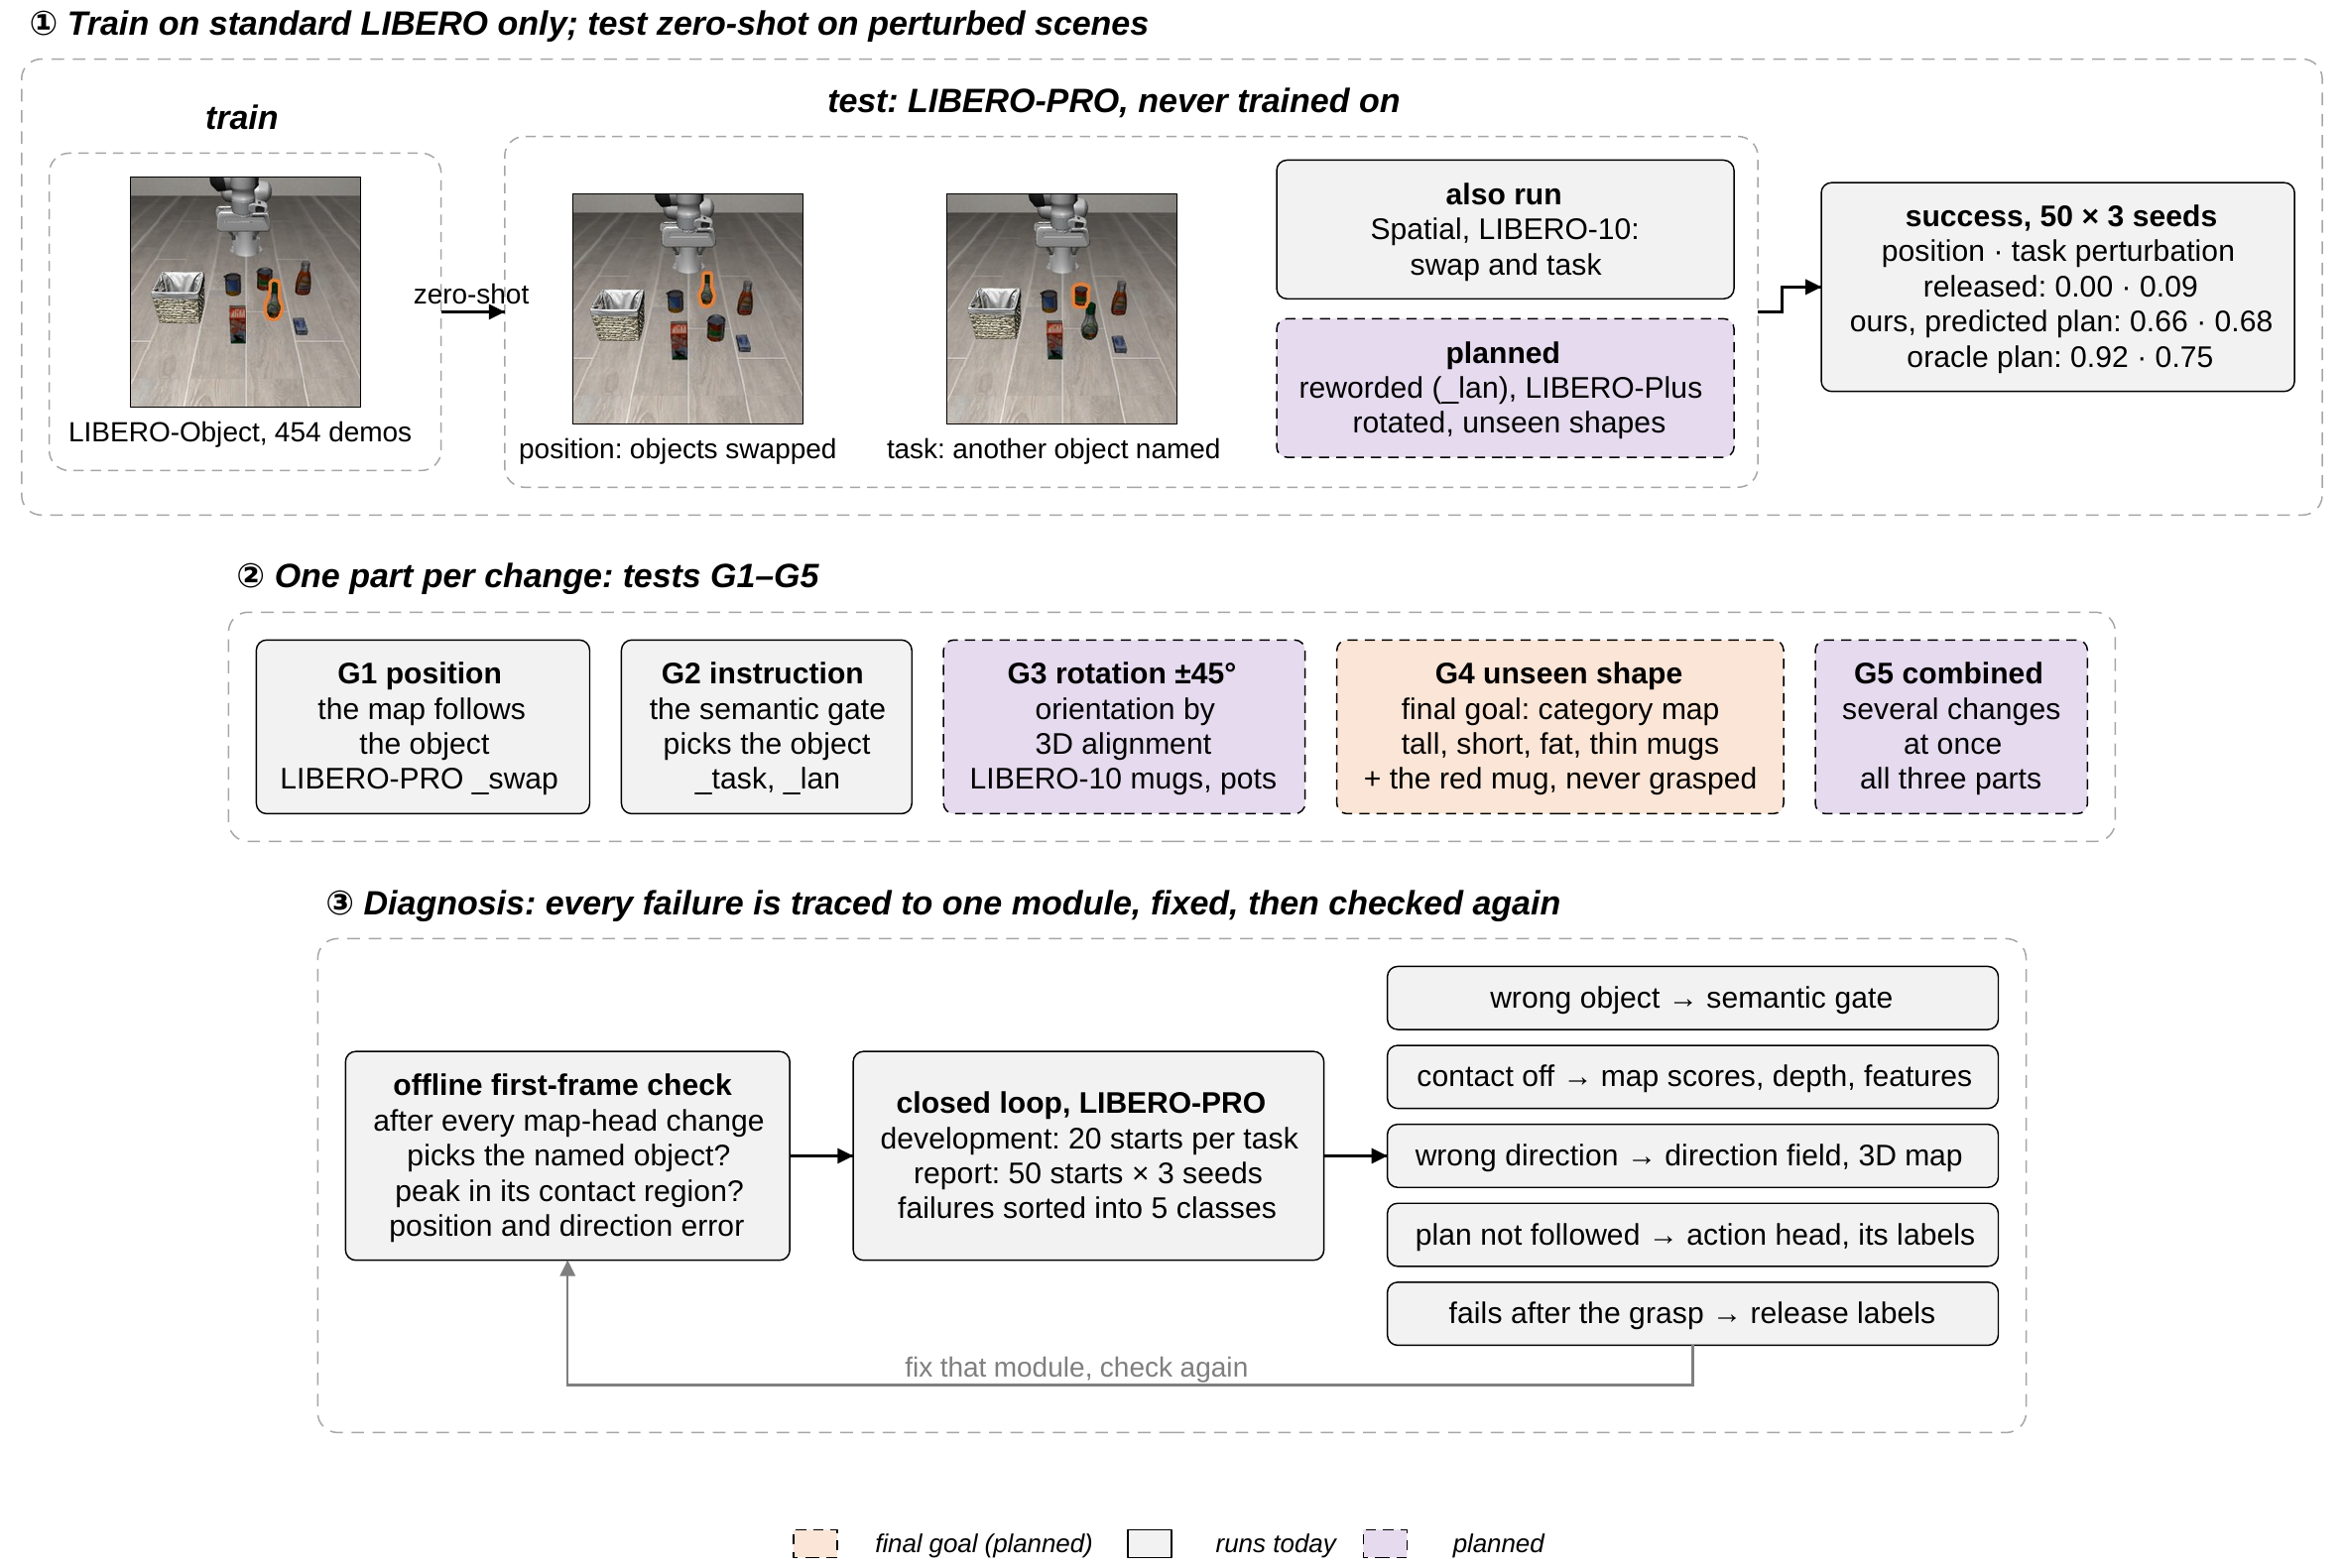 ① Train on standard LIBERO only; test zero-shot on perturbed scenes
train
test: LIBERO-PRO, never trained on
LIBERO-Object, 454 demos
zero-shot
position: objects swapped
task: another object named
also run
Spatial, LIBERO-10:
swap and task
planned
reworded (_lan), LIBERO-Plus
rotated, unseen shapes
success, 50 × 3 seeds
position · task perturbation
released: 0.00 · 0.09
ours, predicted plan: 0.66 · 0.68
oracle plan: 0.92 · 0.75
② One part per change: tests G1–G5
G1 position
the map follows
the object
LIBERO-PRO _swap
G2 instruction
the semantic gate
picks the object
_task, _lan
G3 rotation ±45°
orientation by
3D alignment
LIBERO-10 mugs, pots
G4 unseen shape
final goal: category map
tall, short, fat, thin mugs
+ the red mug, never grasped
G5 combined
several changes
at once
all three parts
③ Diagnosis: every failure is traced to one module, fixed, then checked again
offline first-frame check
after every map-head change
picks the named object?
peak in its contact region?
position and direction error
closed loop, LIBERO-PRO
development: 20 starts per task
report: 50 starts × 3 seeds
failures sorted into 5 classes
wrong object → semantic gate
contact off → map scores, depth, features
wrong direction → direction field, 3D map
plan not followed → action head, its labels
fails after the grasp → release labels
fix that module, check again
final goal (planned)
runs today
planned